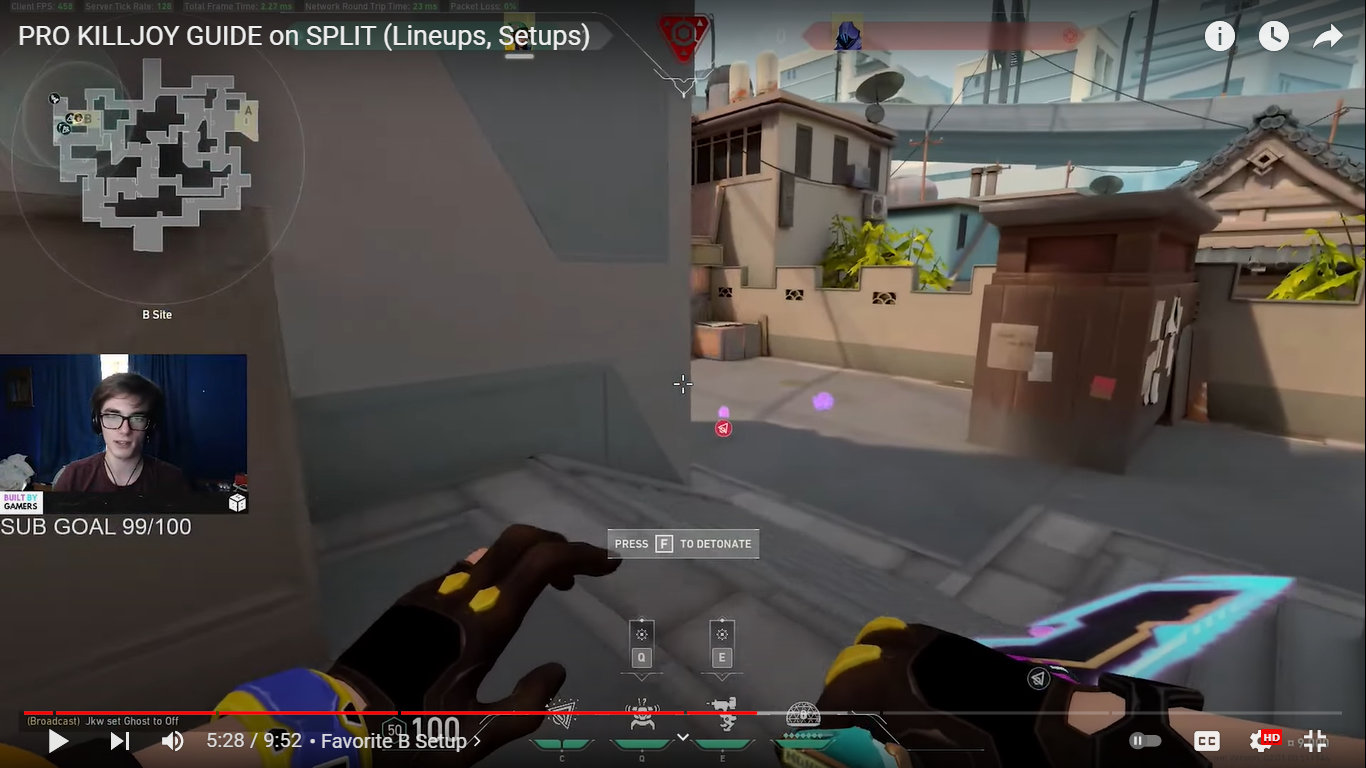 Client FPS: 458 Server Tick Rate: 128 Total Frame Time: 2.27 ms Network Round Trip Time: 23 ms Packet Loss: 0%
PRO KILLJOY GUIDE on SPLIT (Lineups, Setups)
B
A
B Site
BUILT BY
GAMERS
SUB GOAL 99/100
PRESS F TO DETONATE
Q E
(Broadcast) Jkw set Ghost to Off
50 100
5:28 / 9:52 • Favorite B Setup
CC HD
C Q E